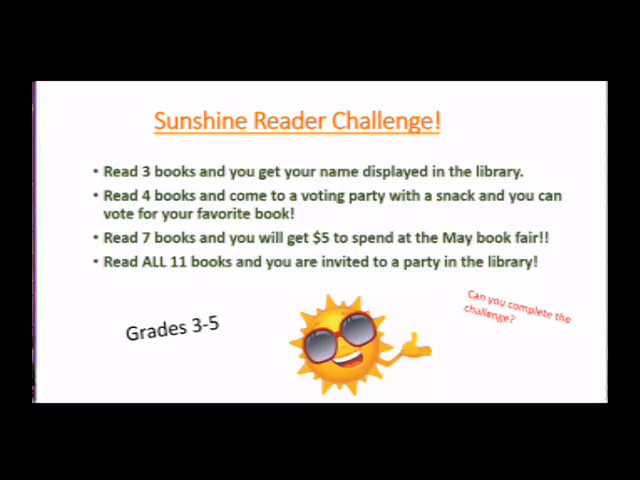 Sunshine Reader Challenge!
• Read 3 books and you get your name displayed in the library.
• Read 4 books and come to a voting party with a snack and you can
vote for your favorite book!
• Read 7 books and you will get $5 to spend at the May book fair!!
• Read ALL 11 books and you are invited to a party in the library!
Can you complete the
challenge?
Grades 3-5